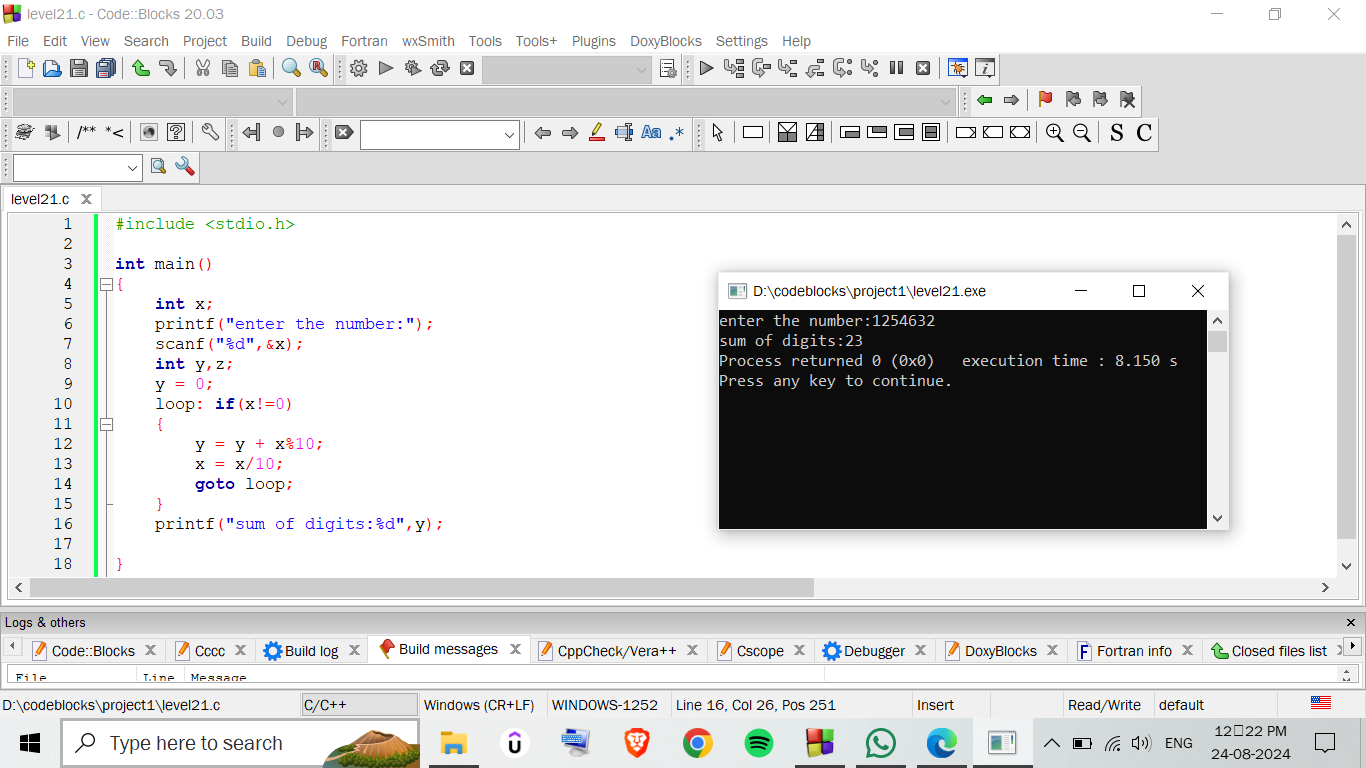 level21.c - Code::Blocks 20.03
File Edit View Search Project Build Debug Fortran wxSmith Tools Tools+ Plugins DoxyBlocks Settings Help
/** *<
Aa .*
S C
level21.c
1 #include <stdio.h>
2
3 int main()
4 {
5 int x;
6 printf("enter the number:");
7 scanf("%d",&x);
8 int y,z;
9 y = 0;
10 loop: if(x!=0)
11 {
12 y = y + x%10;
13 x = x/10;
14 goto loop;
15 }
16 printf("sum of digits:%d",y);
17
18 }
D:\codeblocks\project1\level21.exe
enter the number:1254632
sum of digits:23
Process returned 0 (0x0) execution time : 8.150 s
Press any key to continue.
Logs & others
Code::Blocks Cccc Build log Build messages CppCheck/Vera++ Cscope Debugger DoxyBlocks Fortran info Closed files list
File Line Message
D:\codeblocks\project1\level21.c C/C++ Windows (CR+LF) WINDOWS-1252 Line 16, Col 26, Pos 251 Insert Read/Write default
Type here to search
ENG
12▯22 PM
24-08-2024